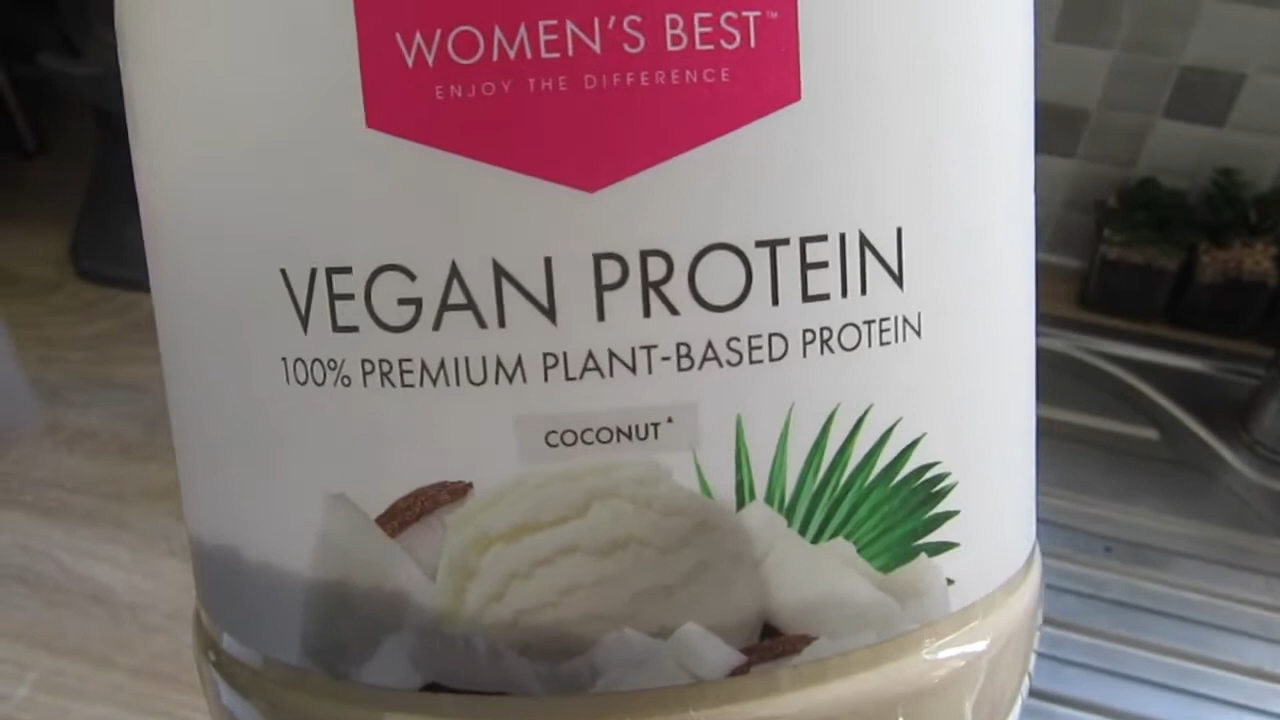 WOMEN'S BEST™
ENJOY THE DIFFERENCE
VEGAN PROTEIN
100% PREMIUM PLANT-BASED PROTEIN
COCONUT▲